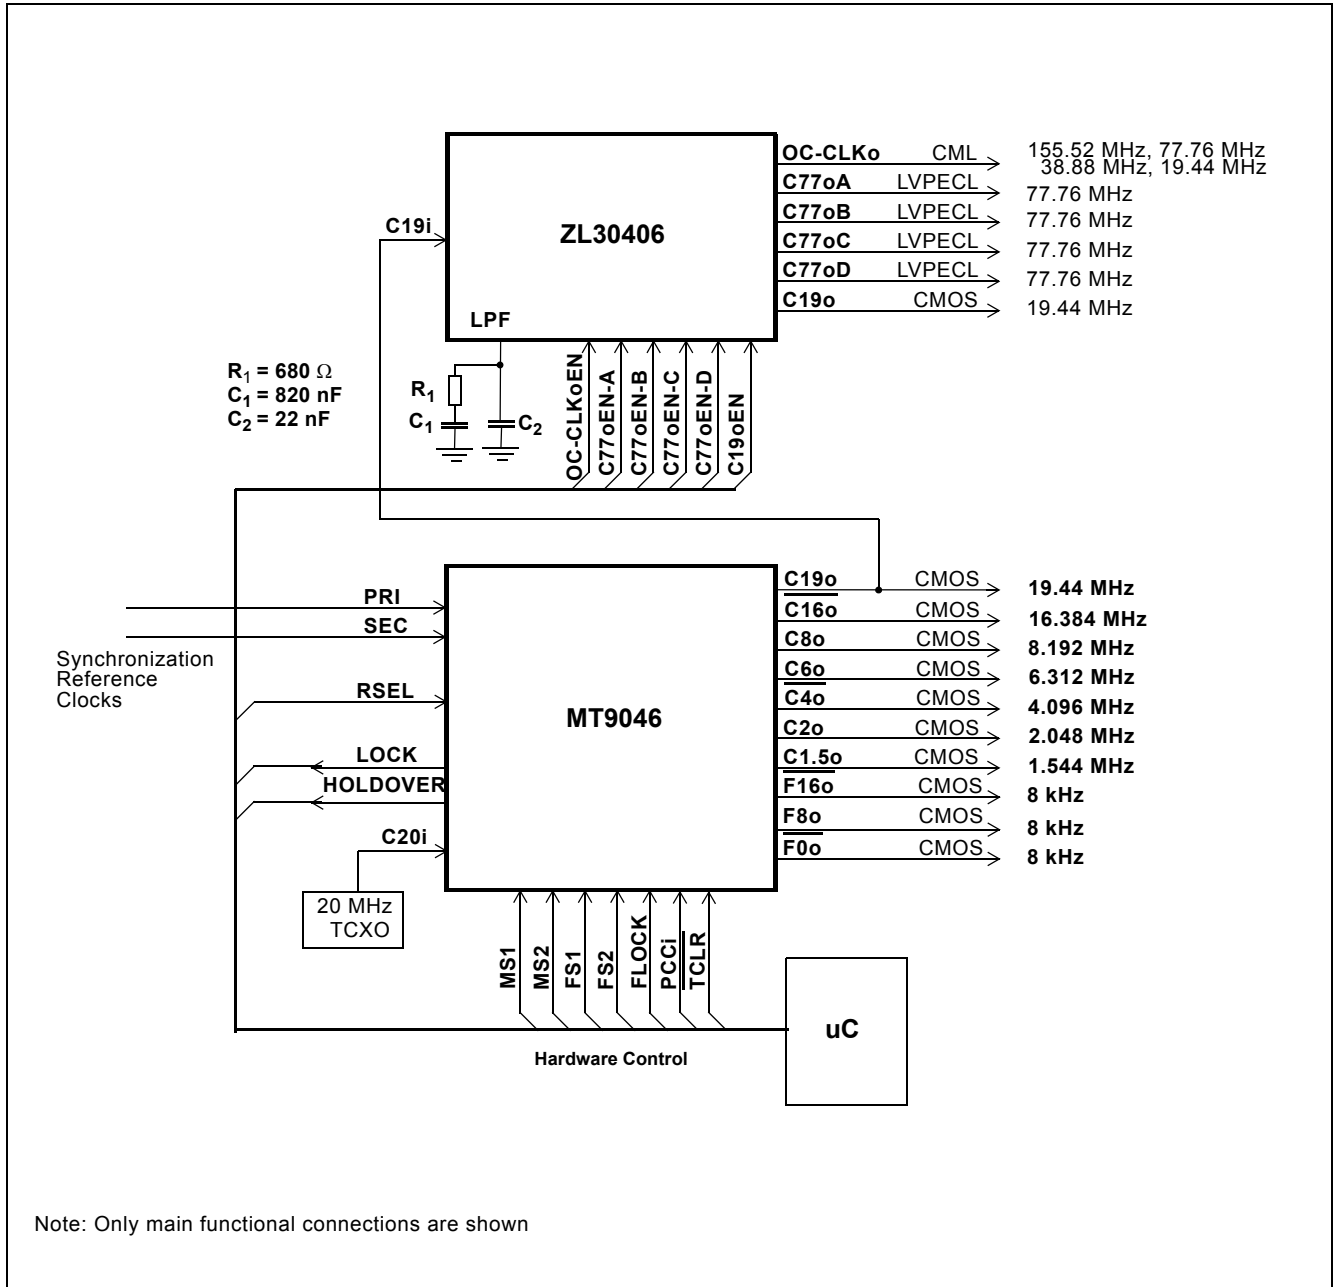 OC-CLKo CML 155.52 MHz, 77.76 MHz
38.88 MHz, 19.44 MHz
C77oA LVPECL 77.76 MHz
C77oB LVPECL 77.76 MHz
C77oC LVPECL 77.76 MHz
C77oD LVPECL 77.76 MHz
C19o CMOS 19.44 MHz
C19i
ZL30406
LPF
R1 = 680 Ω
C1 = 820 nF
C2 = 22 nF
R1
C1
C2
OC-CLKoEN
C77oEN-A
C77oEN-B
C77oEN-C
C77oEN-D
C19oEN
C19o CMOS 19.44 MHz
C16o CMOS 16.384 MHz
C8o CMOS 8.192 MHz
C6o CMOS 6.312 MHz
C4o CMOS 4.096 MHz
C2o CMOS 2.048 MHz
C1.5o CMOS 1.544 MHz
F16o CMOS 8 kHz
F8o CMOS 8 kHz
F0o CMOS 8 kHz
PRI
SEC
Synchronization
Reference
Clocks
RSEL
MT9046
LOCK
HOLDOVER
C20i
20 MHz
TCXO
MS1
MS2
FS1
FS2
FLOCK
PCCi
TCLR
uC
Hardware Control
Note: Only main functional connections are shown